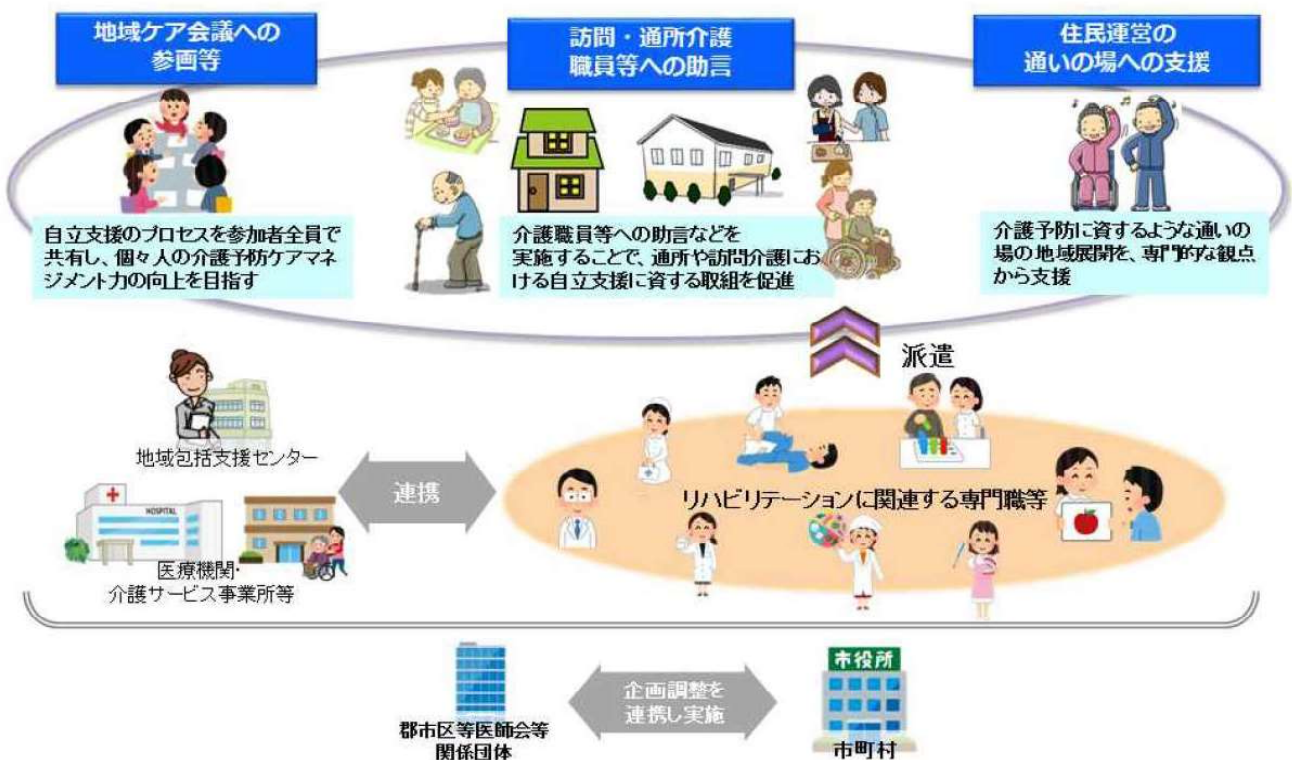 地域ケア会議への
参画等
訪問・通所介護
職員等への助言
住民運営の
通いの場への支援
自立支援のプロセスを参加者全員で
共有し、個々人の介護予防ケアマネ
ジメント力の向上を目指す
介護職員等への助言などを
実施することで、通所や訪問介護にお
ける自立支援に資する取組を促進
介護予防に資するような通いの
場の地域展開を、専門的な観点
から支援
派遣
地域包括支援センター
連携
リハビリテーションに関連する専門職等
HOSPITAL
医療機関・
介護サービス事業所等
企画調整を
連携し実施
市役所
郡市区等医師会等
関係団体
市町村